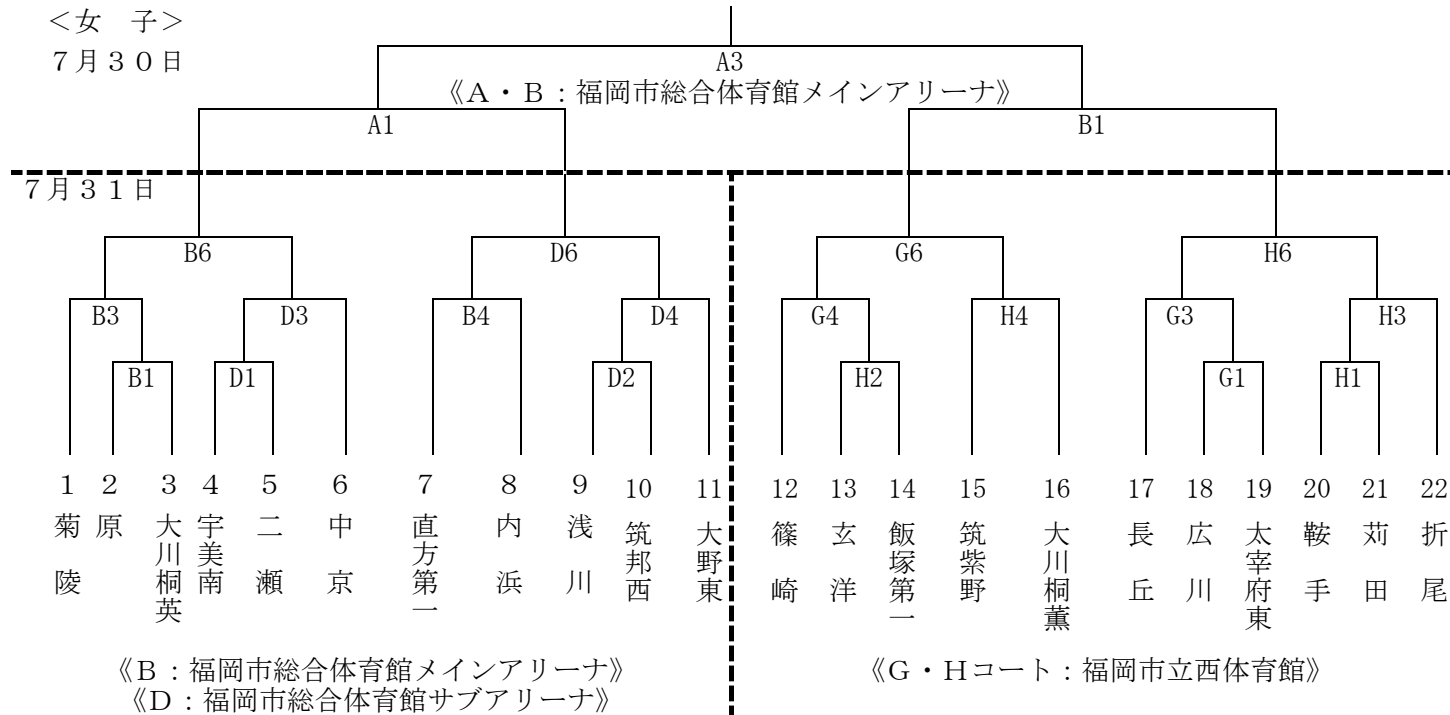 ＜女　子＞
７月３０日
A3
《Ａ・Ｂ：福岡市総合体育館メインアリーナ》
A1
B1
７月３１日
B6
D6
G6
H6
B3
D3
B4
D4
G4
H4
G3
H3
B1
D1
D2
H2
G1
H1
１ ２ ３ ４ ５ ６ ７ ８ ９ 10 11 12 13 14 15 16 17 18 19 20 21 22
菊陵
原
大川桐英
宇美南
二瀬
中京
直方第一
内浜
浅川
筑邦西
大野東
篠崎
玄洋
飯塚第一
筑紫野
大川桐薫
長丘
広川
太宰府東
鞍手
苅田
折尾
《Ｂ：福岡市総合体育館メインアリーナ》
《Ｄ：福岡市総合体育館サブアリーナ》
《Ｇ・Ｈコート：福岡市立西体育館》